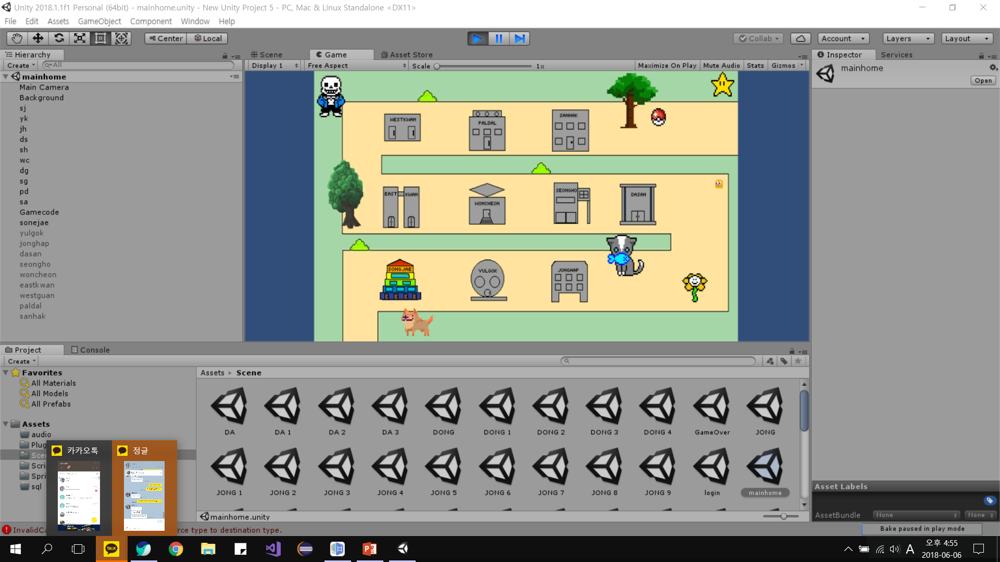 Unity 2018.1.1f1 Personal (64bit) - mainhome.unity - New Unity Project 5 - PC, Mac & Linux Standalone <DX11>
File Edit Assets GameObject Component Window Help
Center Local Collab Account Layers Layout
Hierarchy
Create All
mainhome
Main Camera
Background
sj
yk
jh
ds
sh
wc
dg
sg
pd
sa
Gamecode
sonejae
yulgok
jonghap
dasan
seongho
woncheon
eastkwan
westguan
paldal
sanhak
Scene Game Asset Store
Display 1 Free Aspect Scale 1x Maximize On Play Mute Audio Stats Gizmos
WESTKWAN PALDAL SANHAK
EAST KWAN WONCHEON SEONGHO DASAN
SONGJAE YULGOK JONGHAP
Inspector Services
mainhome
Open
Project Console
Create
Favorites
All Materials
All Models
All Prefabs
Assets
audio
Plug
Sce
Scri
Spri
sql
Assets Scene
DA DA 1 DA 2 DA 3 DONG DONG 1 DONG 2 DONG 3 DONG 4 GameOver JONG
JONG 1 JONG 2 JONG 3 JONG 4 JONG 5 JONG 6 JONG 7 JONG 8 JONG 9 login mainhome
mainhome.unity
Asset Labels
AssetBundle None None
카카오톡 정글
InvalidCa rce type to destination type.
Bake paused in play mode
TALK
A
오후 4:55
2018-06-06